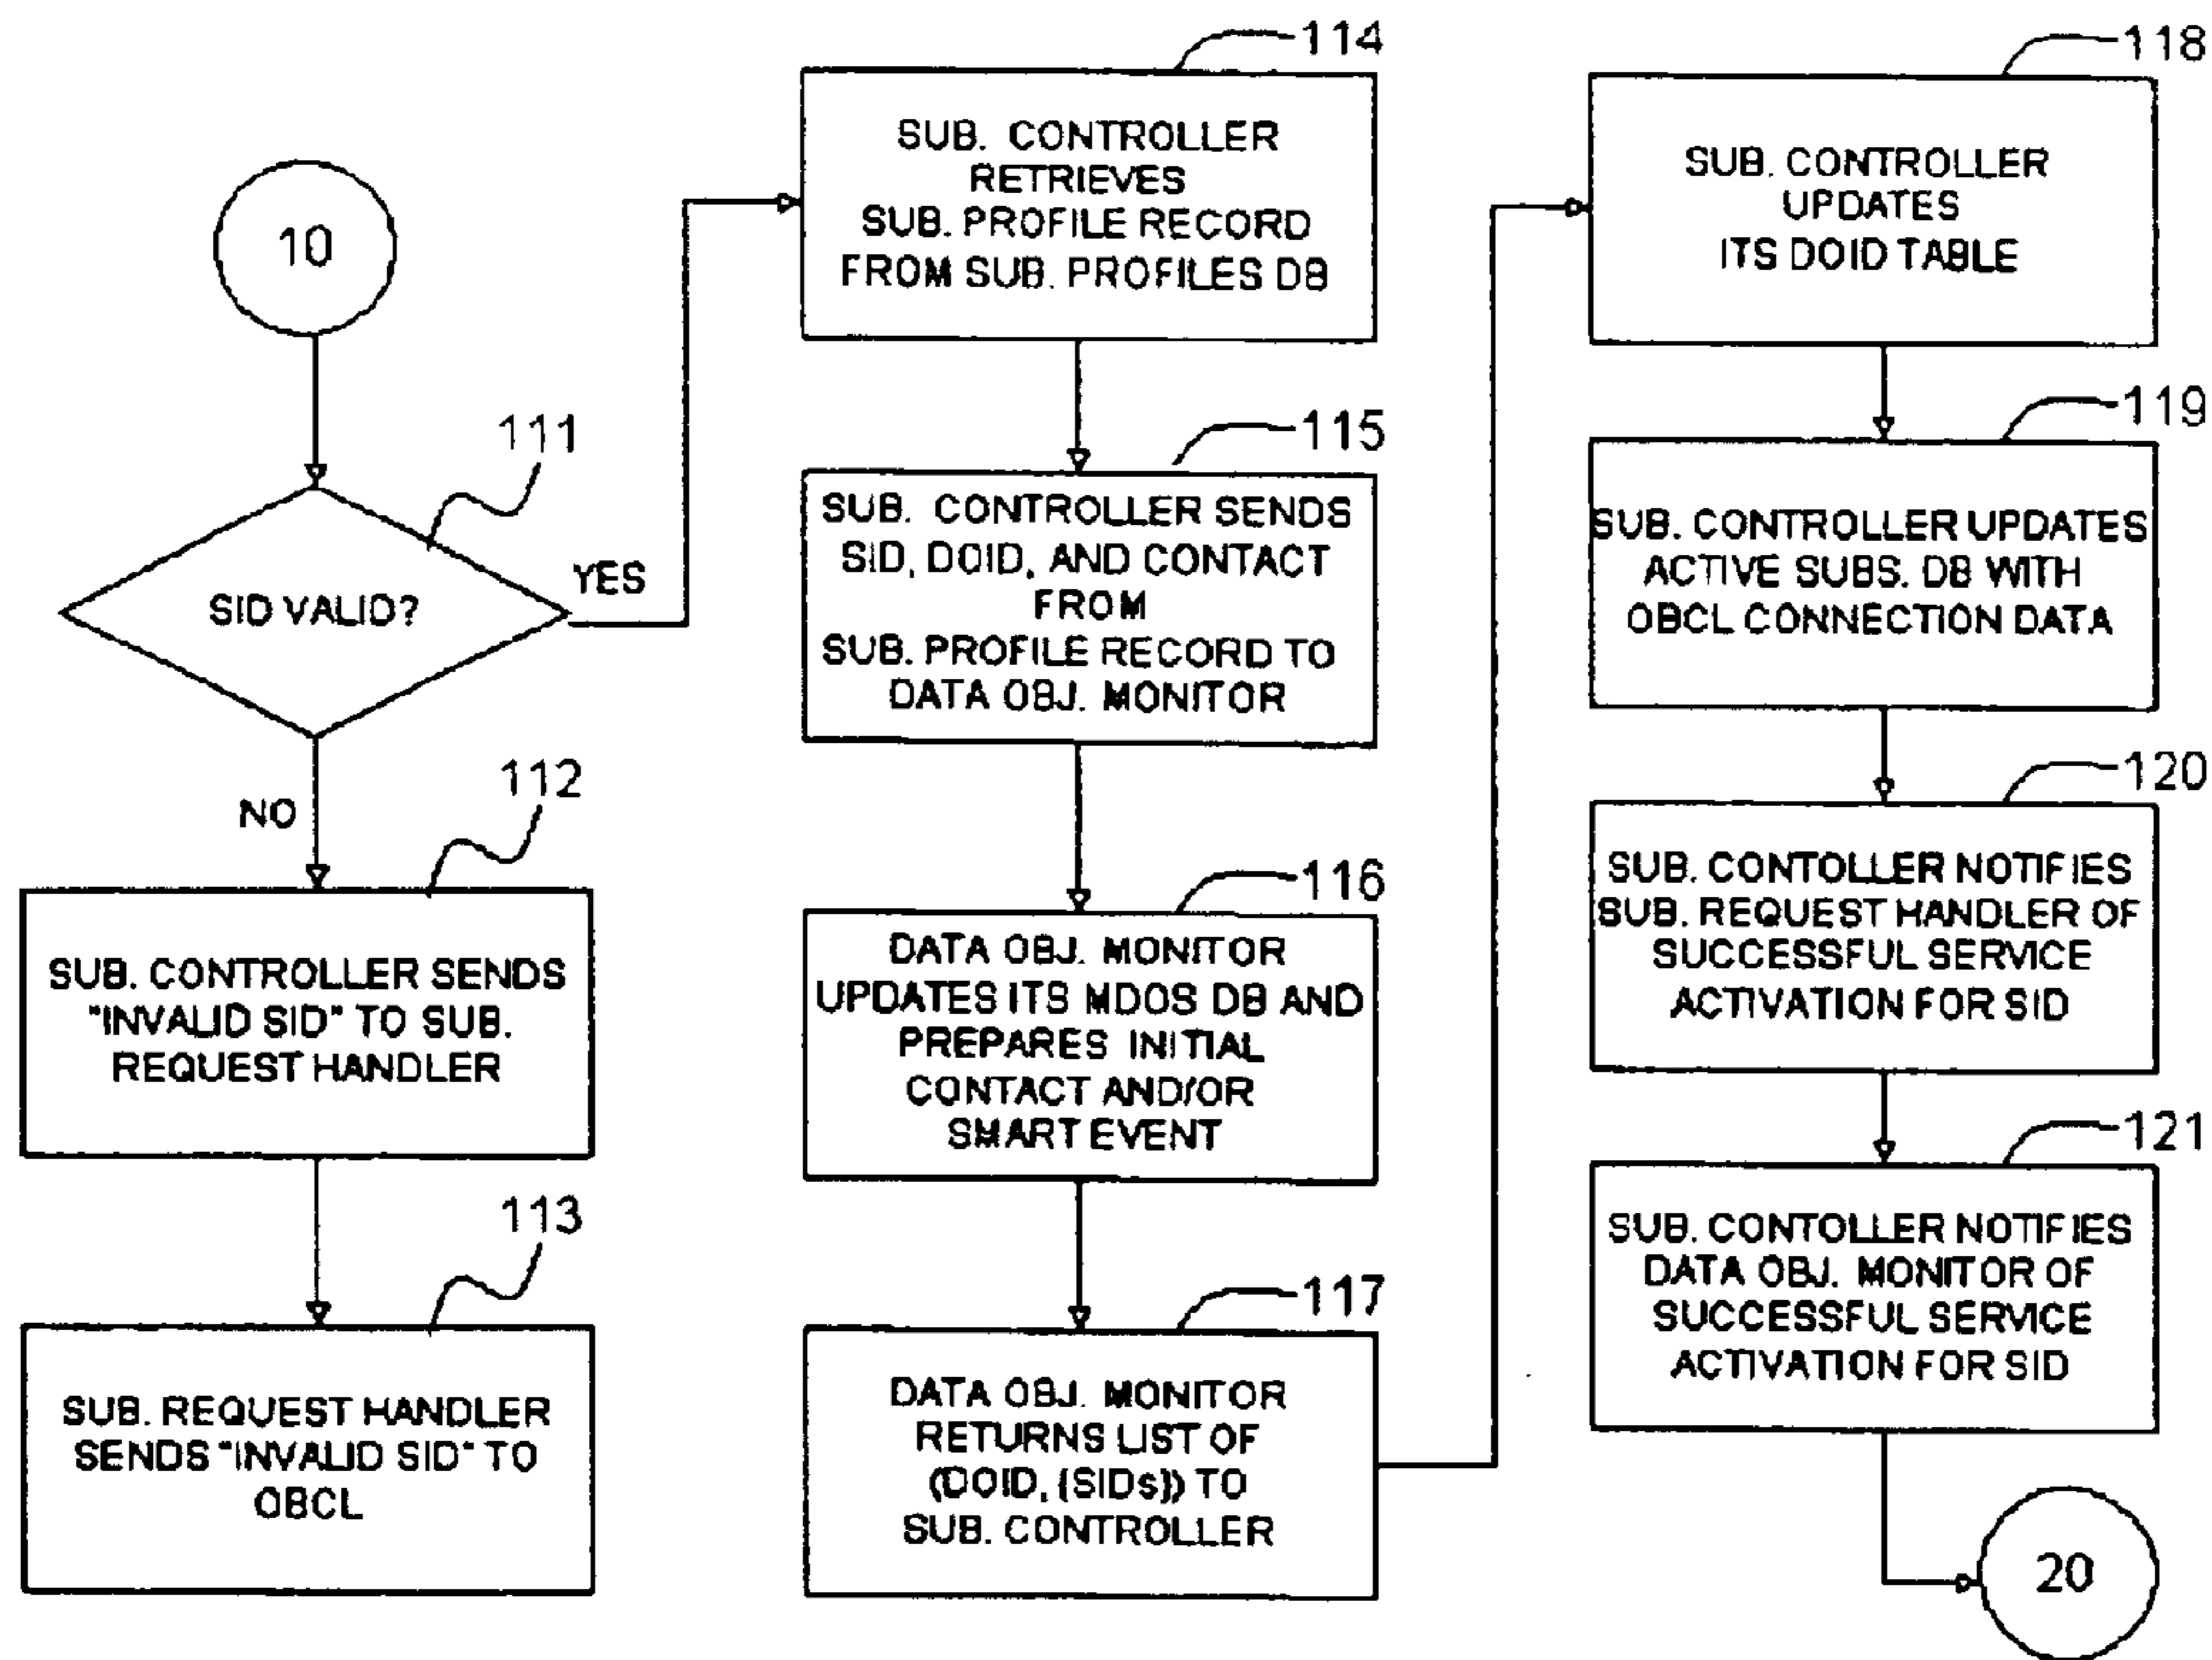 10
111
SID VALID?
YES
NO
112
SUB. CONTROLLER SENDS
"INVALID SID" TO SUB.
REQUEST HANDLER
113
SUB. REQUEST HANDLER
SENDS "INVALID SID" TO
OBCL
114
SUB. CONTROLLER
RETRIEVES
SUB. PROFILE RECORD
FROM SUB. PROFILES DB
115
SUB. CONTROLLER SENDS
SID, DOID, AND CONTACT
FROM
SUB. PROFILE RECORD TO
DATA OBJ. MONITOR
116
DATA OBJ. MONITOR
UPDATES ITS MDOS DB AND
PREPARES INITIAL
CONTACT AND/OR
SMART EVENT
117
DATA OBJ. MONITOR
RETURNS LIST OF
(DOID, {SIDs}) TO
SUB. CONTROLLER
118
SUB. CONTROLLER
UPDATES
ITS DOID TABLE
119
SUB. CONTROLLER UPDATES
ACTIVE SUBS. DB WITH
OBCL CONNECTION DATA
120
SUB. CONTOLLER NOTIFIES
SUB. REQUEST HANDLER OF
SUCCESSFUL SERVICE
ACTIVATION FOR SID
121
SUB. CONTOLLER NOTIFIES
DATA OBJ. MONITOR OF
SUCCESSFUL SERVICE
ACTIVATION FOR SID
20